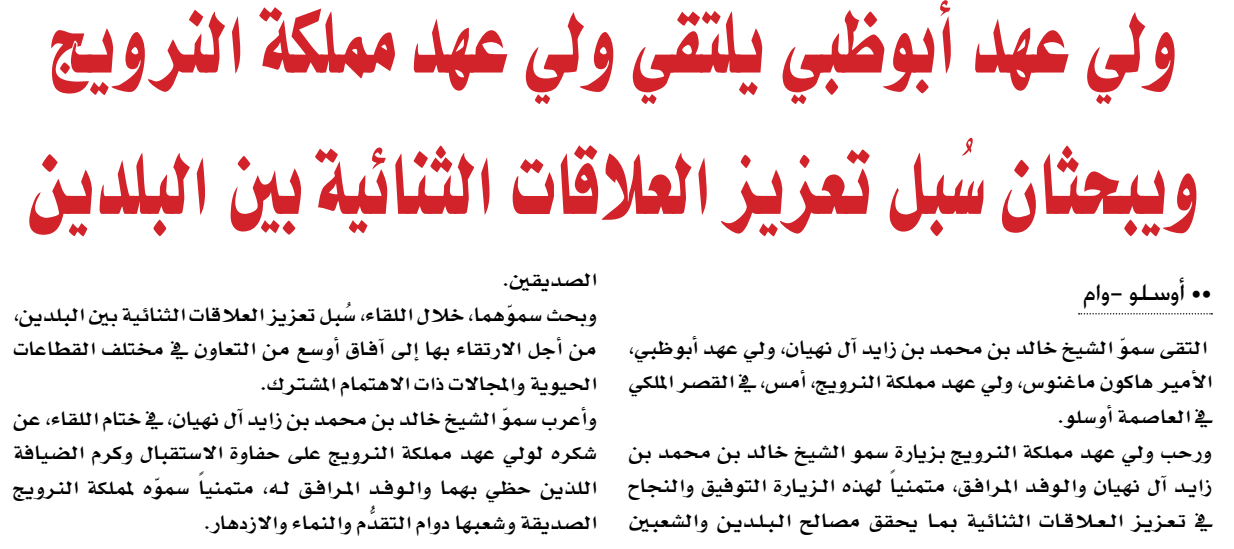 ولي عهد أبوظبي يلتقي ولي عهد مملكة النرويج
ويبحثان سُبل تعزيز العلاقات الثنائية بين البلدين
•• أوسلو -وام
التقى سموّ الشيخ خالد بن محمد بن زايد آل نهيان، ولي عهد أبوظبي،
الأمير هاكون ماغنوس، ولي عهد مملكة النرويج، أمس، في القصر الملكي
في العاصمة أوسلو.
ورحب ولي عهد مملكة النرويج بزيارة سمو الشيخ خالد بن محمد بن
زايد آل نهيان والوفد المرافق، متمنياً لهذه الزيارة التوفيق والنجاح
في تعزيز العلاقات الثنائية بما يحقق مصالح البلدين والشعبين
الصديقين.
وبحث سموّهما، خلال اللقاء، سُبل تعزيز العلاقات الثنائية بين البلدين،
من أجل الارتقاء بها إلى آفاق أوسع من التعاون في مختلف القطاعات
الحيوية والمجالات ذات الاهتمام المشترك.
وأعرب سموّ الشيخ خالد بن محمد بن زايد آل نهيان، في ختام اللقاء، عن
شكره لولي عهد مملكة النرويج على حفاوة الاستقبال وكرم الضيافة
اللذين حظي بهما والوفد المرافق له، متمنياً سموّه لمملكة النرويج
الصديقة وشعبها دوام التقدُّم والنماء والازدهار.